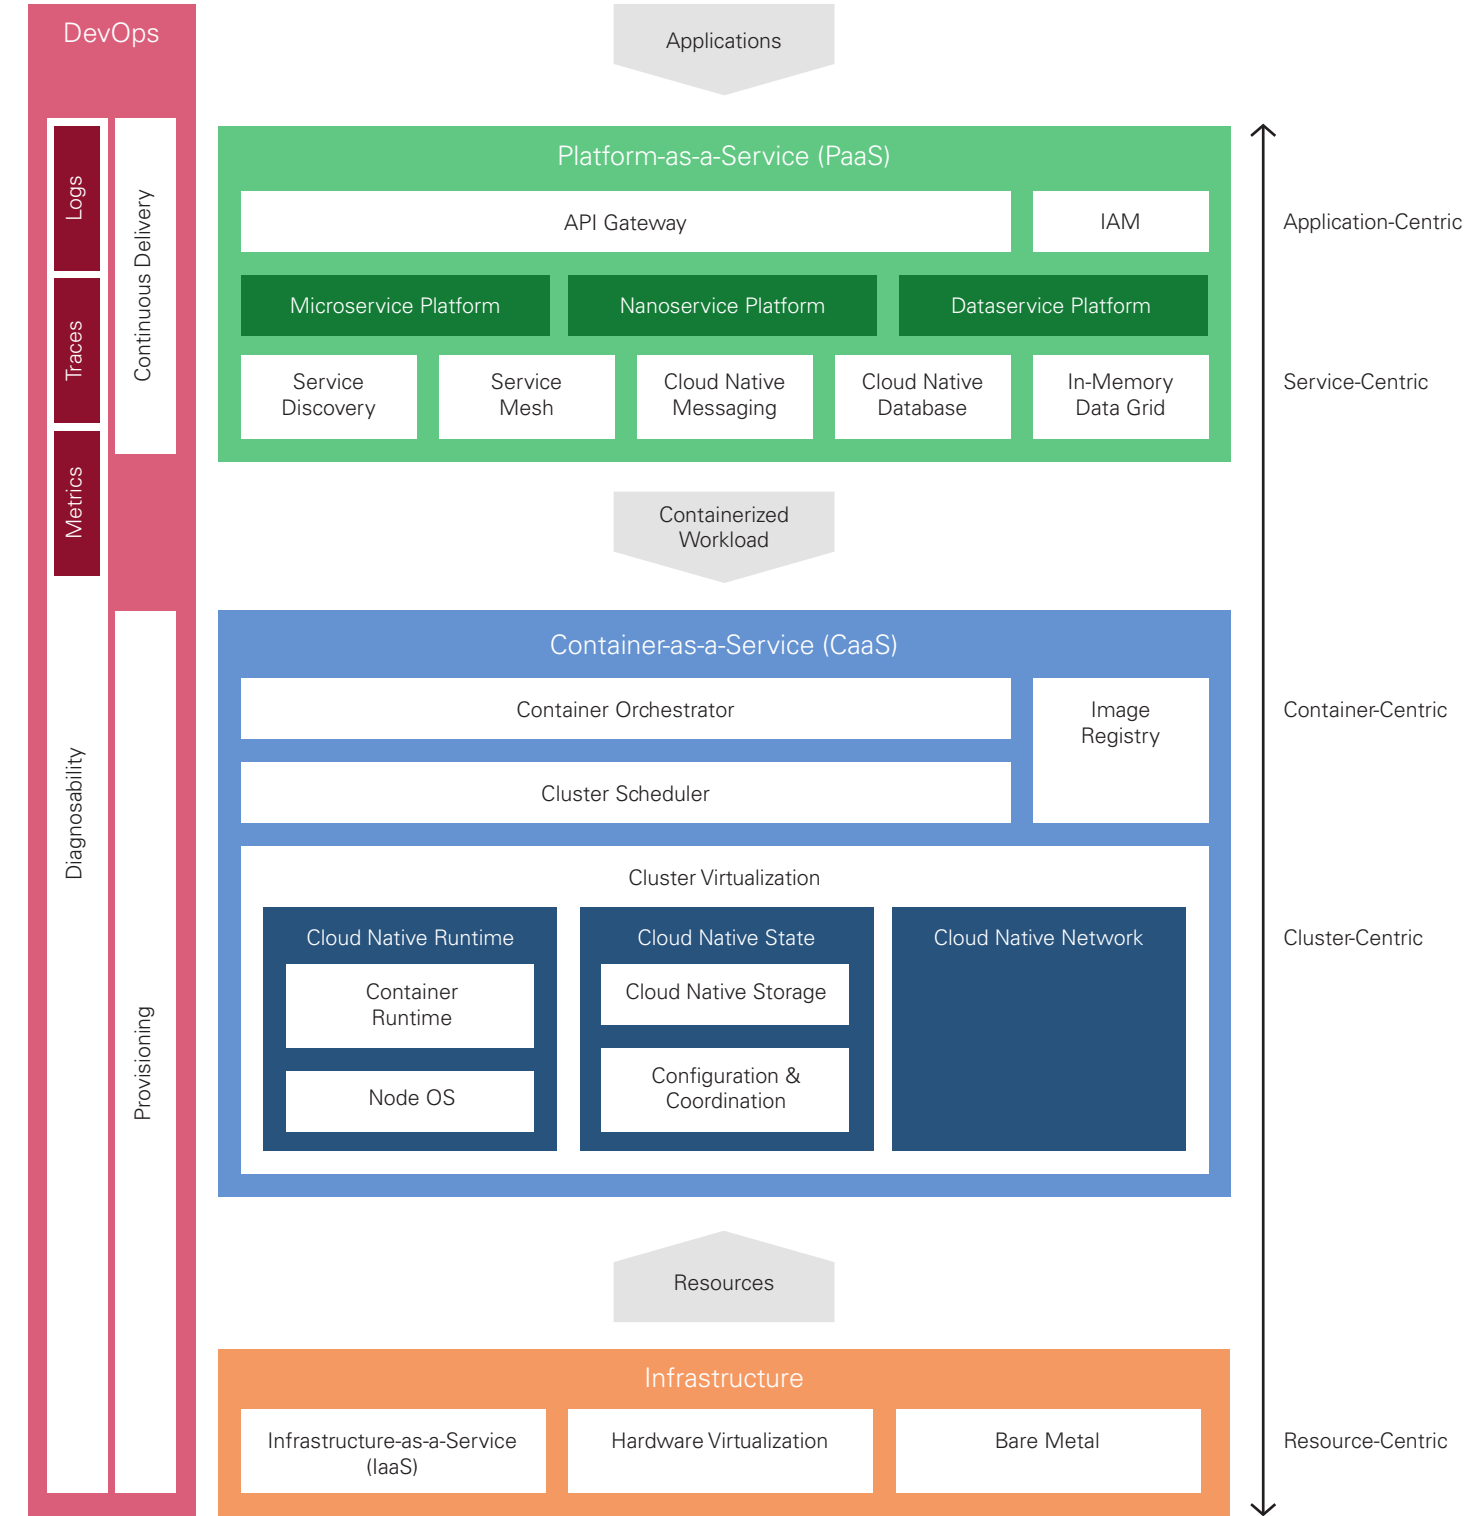 DevOps
Logs
Traces
Metrics
Diagnosability
Continuous Delivery
Provisioning
Applications
Platform-as-a-Service (PaaS)
API Gateway
IAM
Microservice Platform
Nanoservice Platform
Dataservice Platform
Service
Discovery
Service
Mesh
Cloud Native
Messaging
Cloud Native
Database
In-Memory
Data Grid
Containerized
Workload
Container-as-a-Service (CaaS)
Container Orchestrator
Image
Registry
Cluster Scheduler
Cluster Virtualization
Cloud Native Runtime
Container
Runtime
Node OS
Cloud Native State
Cloud Native Storage
Configuration &
Coordination
Cloud Native Network
Resources
Infrastructure
Infrastructure-as-a-Service
(IaaS)
Hardware Virtualization
Bare Metal
Application-Centric
Service-Centric
Container-Centric
Cluster-Centric
Resource-Centric